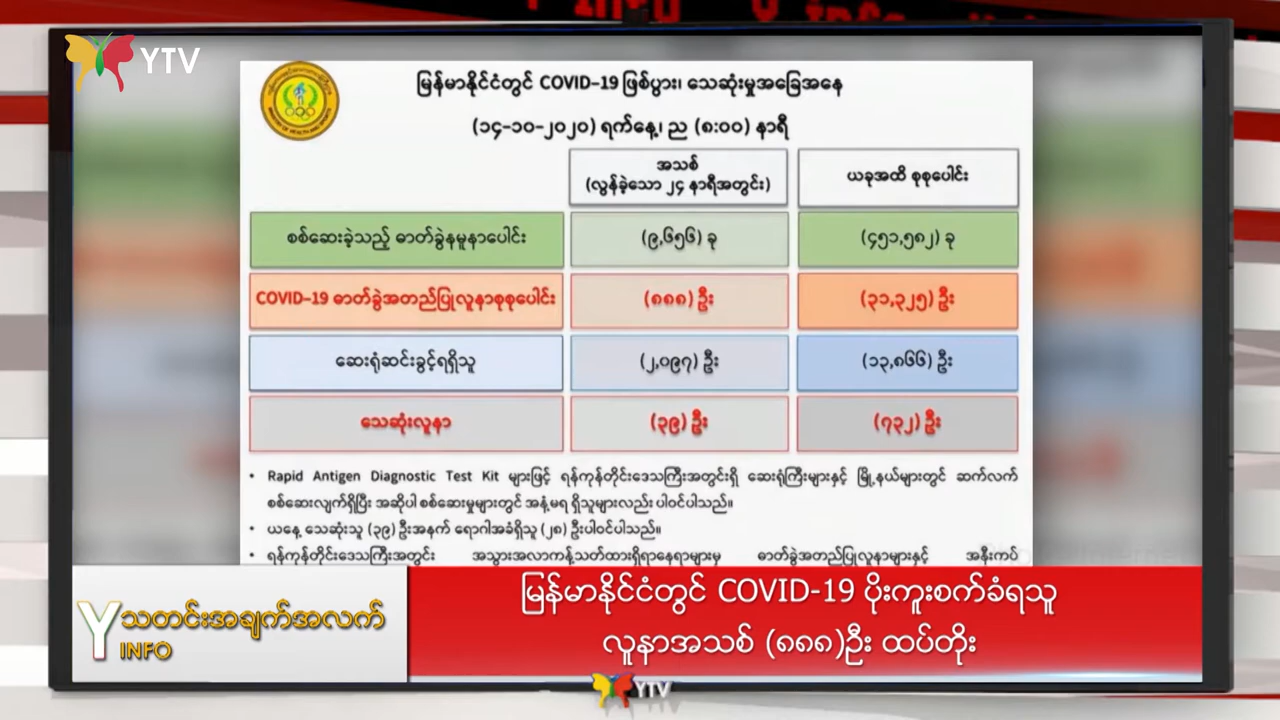 YTV
မြန်မာနိုင်ငံတွင် COVID-19 ဖြစ်ပွား၊ သေဆုံးမှုအခြေအနေ
(၁၄-၁၀-၂၀၂၀) ရက်နေ့၊ ည (၈:၀၀) နာရီ
အသစ်
(လွန်ခဲ့သော ၂၄ နာရီအတွင်း)
ယခုအထိ စုစုပေါင်း
စစ်ဆေးခဲ့သည့် ဓာတ်ခွဲနမူနာပေါင်း
(၉,၆၅၆) ခု
(၄၅၁,၅၈၂) ခု
COVID-19 ဓာတ်ခွဲအတည်ပြုလူနာစုစုပေါင်း
(၈၈၈) ဦး
(၃၁,၃၂၅) ဦး
ဆေးရုံဆင်းခွင့်ရရှိသူ
(၂,၀၉၇) ဦး
(၁၃,၈၆၆) ဦး
သေဆုံးလူနာ
(၃၉) ဦး
(၇၃၂) ဦး
• Rapid Antigen Diagnostic Test Kit များဖြင့် ရန်ကုန်တိုင်းဒေသကြီးအတွင်းရှိ ဆေးရုံကြီးများနှင့် မြို့နယ်များတွင် ဆက်လက်
စစ်ဆေးလျက်ရှိပြီး အဆိုပါ စစ်ဆေးမှုများတွင် အနံ့မရ ရှိသူများလည်း ပါဝင်ပါသည်။
• ယနေ့ သေဆုံးသူ (၃၉) ဦးအနက် ရောဂါအခံရှိသူ (၂၈) ဦးပါဝင်ပါသည်။
• ရန်ကုန်တိုင်းဒေသကြီးအတွင်း အသွားအလာကန့်သတ်ထားရှိရာနေရာများမှ ဓာတ်ခွဲအတည်ပြုလူနာများနှင့် အနီးကပ်
Y သတင်းအချက်အလက်
INFO
မြန်မာနိုင်ငံတွင် COVID-19 ပိုးကူးစက်ခံရသူ
လူနာအသစ် (၈၈၈)ဦး ထပ်တိုး
YTV